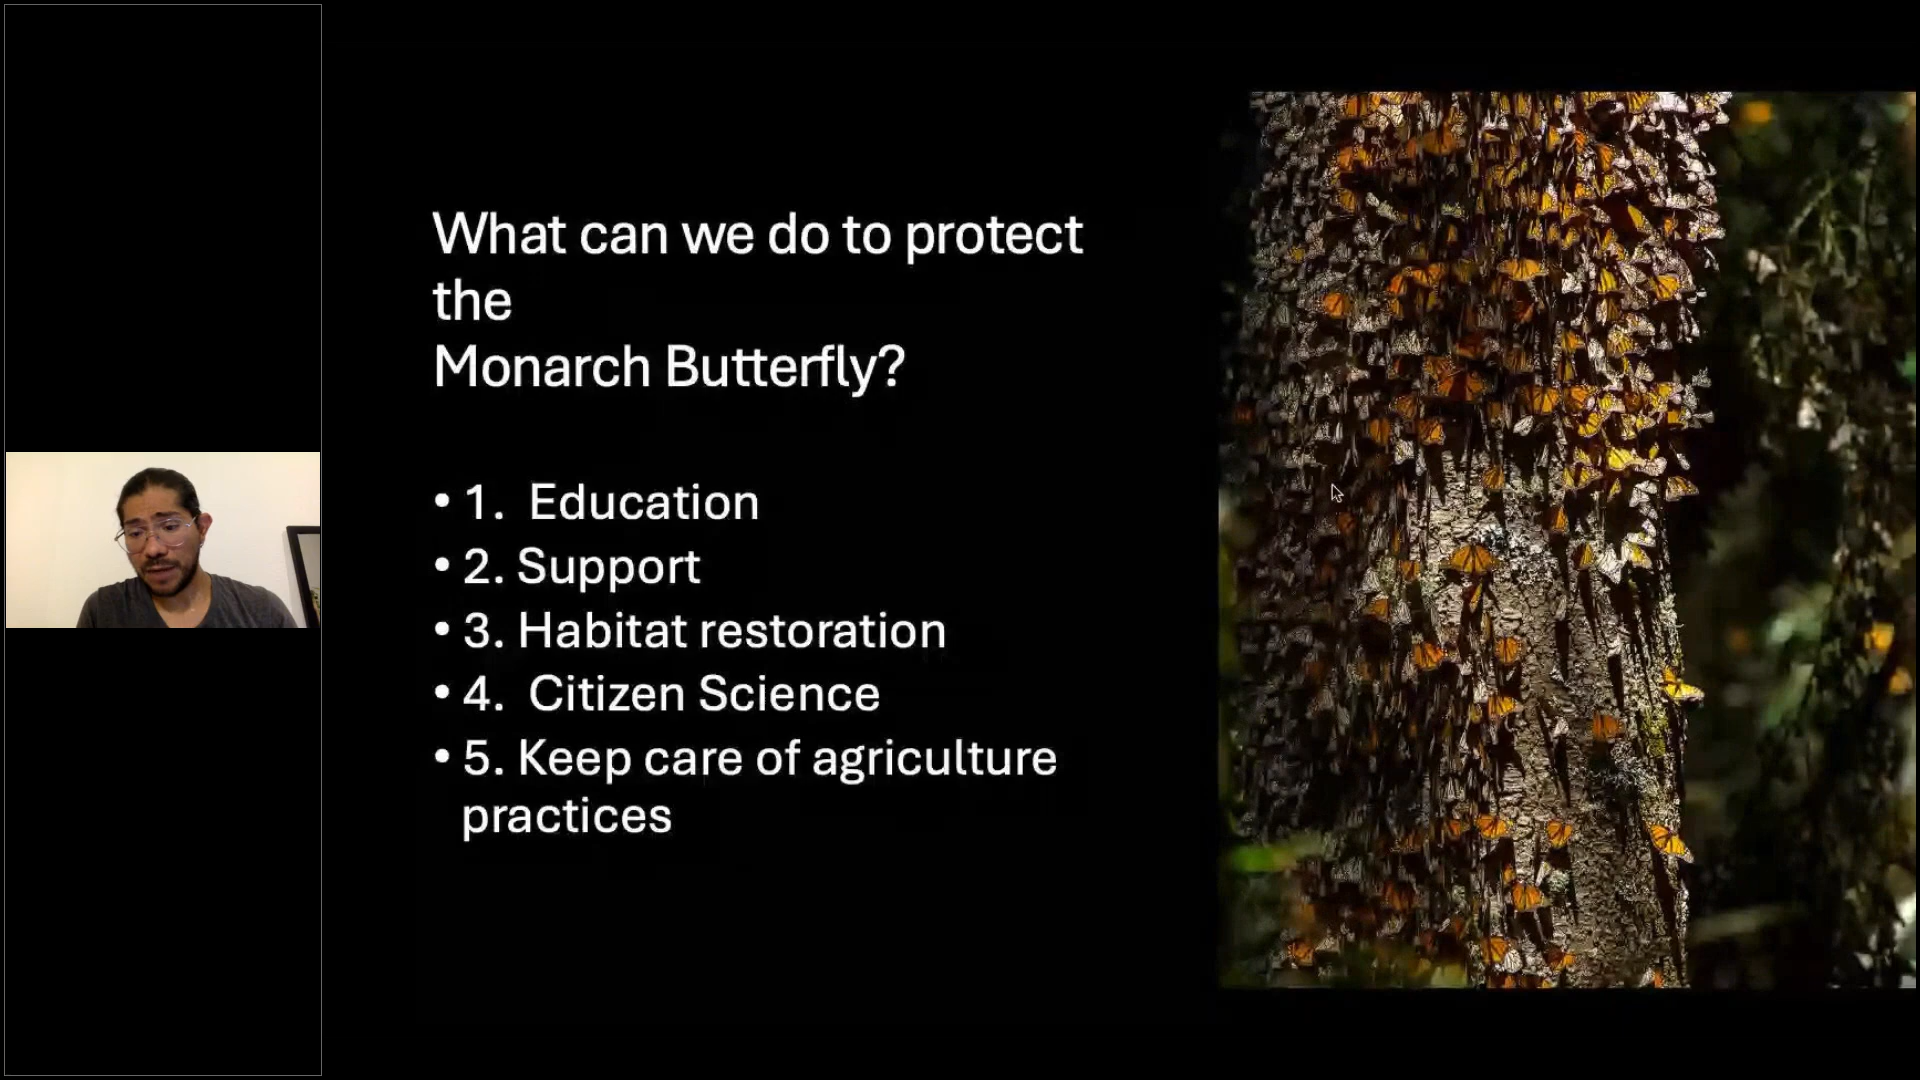 What can we do to protect
the
Monarch Butterfly?
• 1.  Education
• 2. Support
• 3. Habitat restoration
• 4.  Citizen Science
• 5. Keep care of agriculture
practices